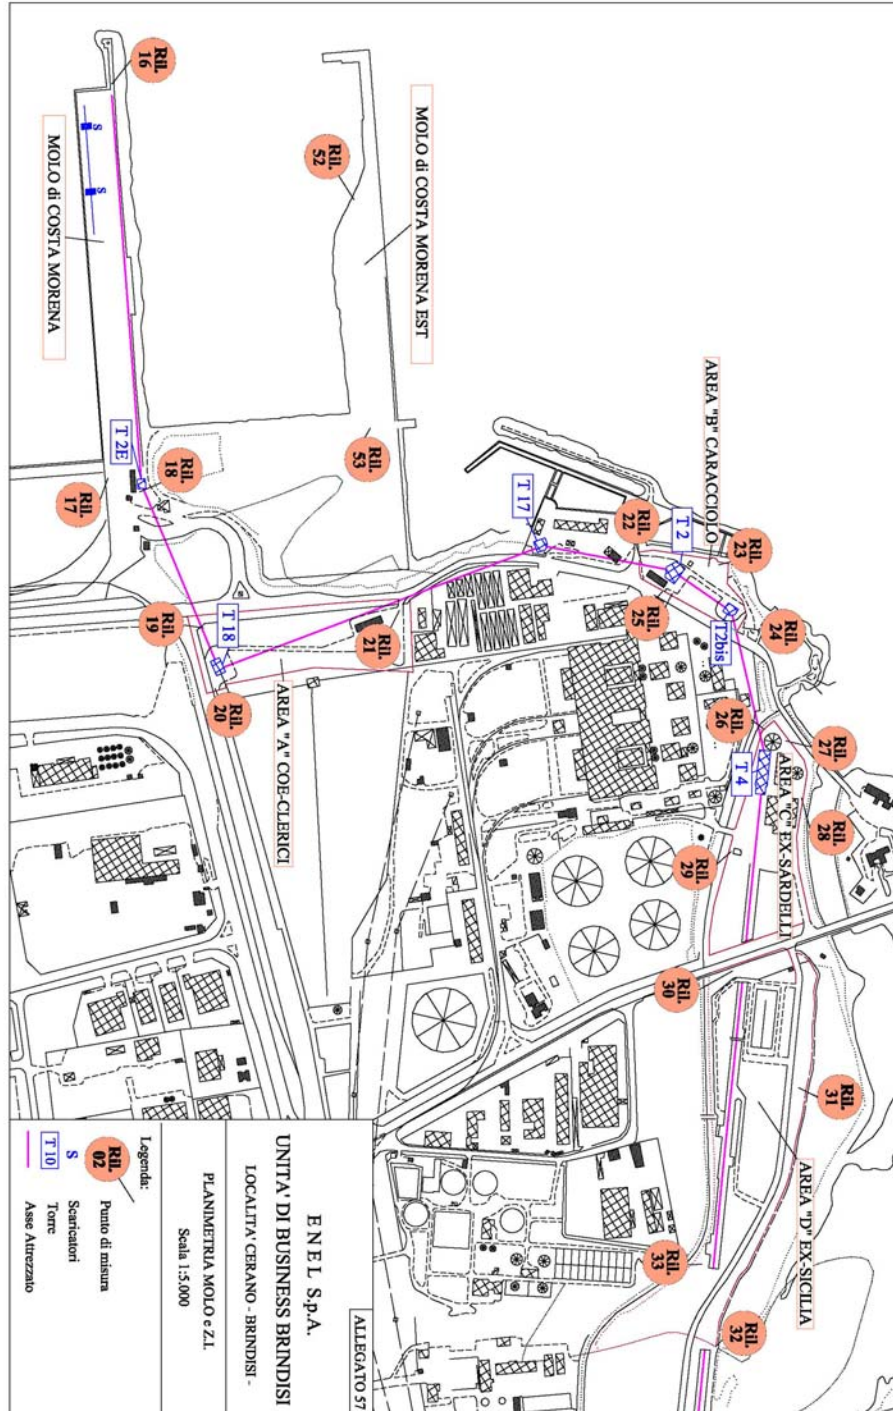 Ril.
16
S
S
MOLO di COSTA MORENA
Ril.
52
MOLO di COSTA MORENA EST
T 2E
Ril.
18
Ril.
17
Ril.
53
Ril.
19
T 18
Ril.
20
AREA "A" COE-CLERICI
Ril.
21
T 17
Ril.
22
T 2
AREA "B" CARACCIOLO
Ril.
23
Ril.
24
Ril.
25
T2bis
Ril.
26
Ril.
27
T 4
AREA "C" EX-SARDELLI
Ril.
28
Ril.
29
Ril.
30
Ril.
31
AREA "D" EX-SICILIA
Ril.
33
Ril.
32
ALLEGATO 57
E N E L S.p.A.
UNITA' DI BUSINESS BRINDISI
LOCALITA' CERANO - BRINDISI -
PLANIMETRIA MOLO e Z.I.
Scala 1:5.000
Legenda:
Ril.
02
Punto di misura
S
Scaricatori
T 10
Torre
Asse Attrezzato